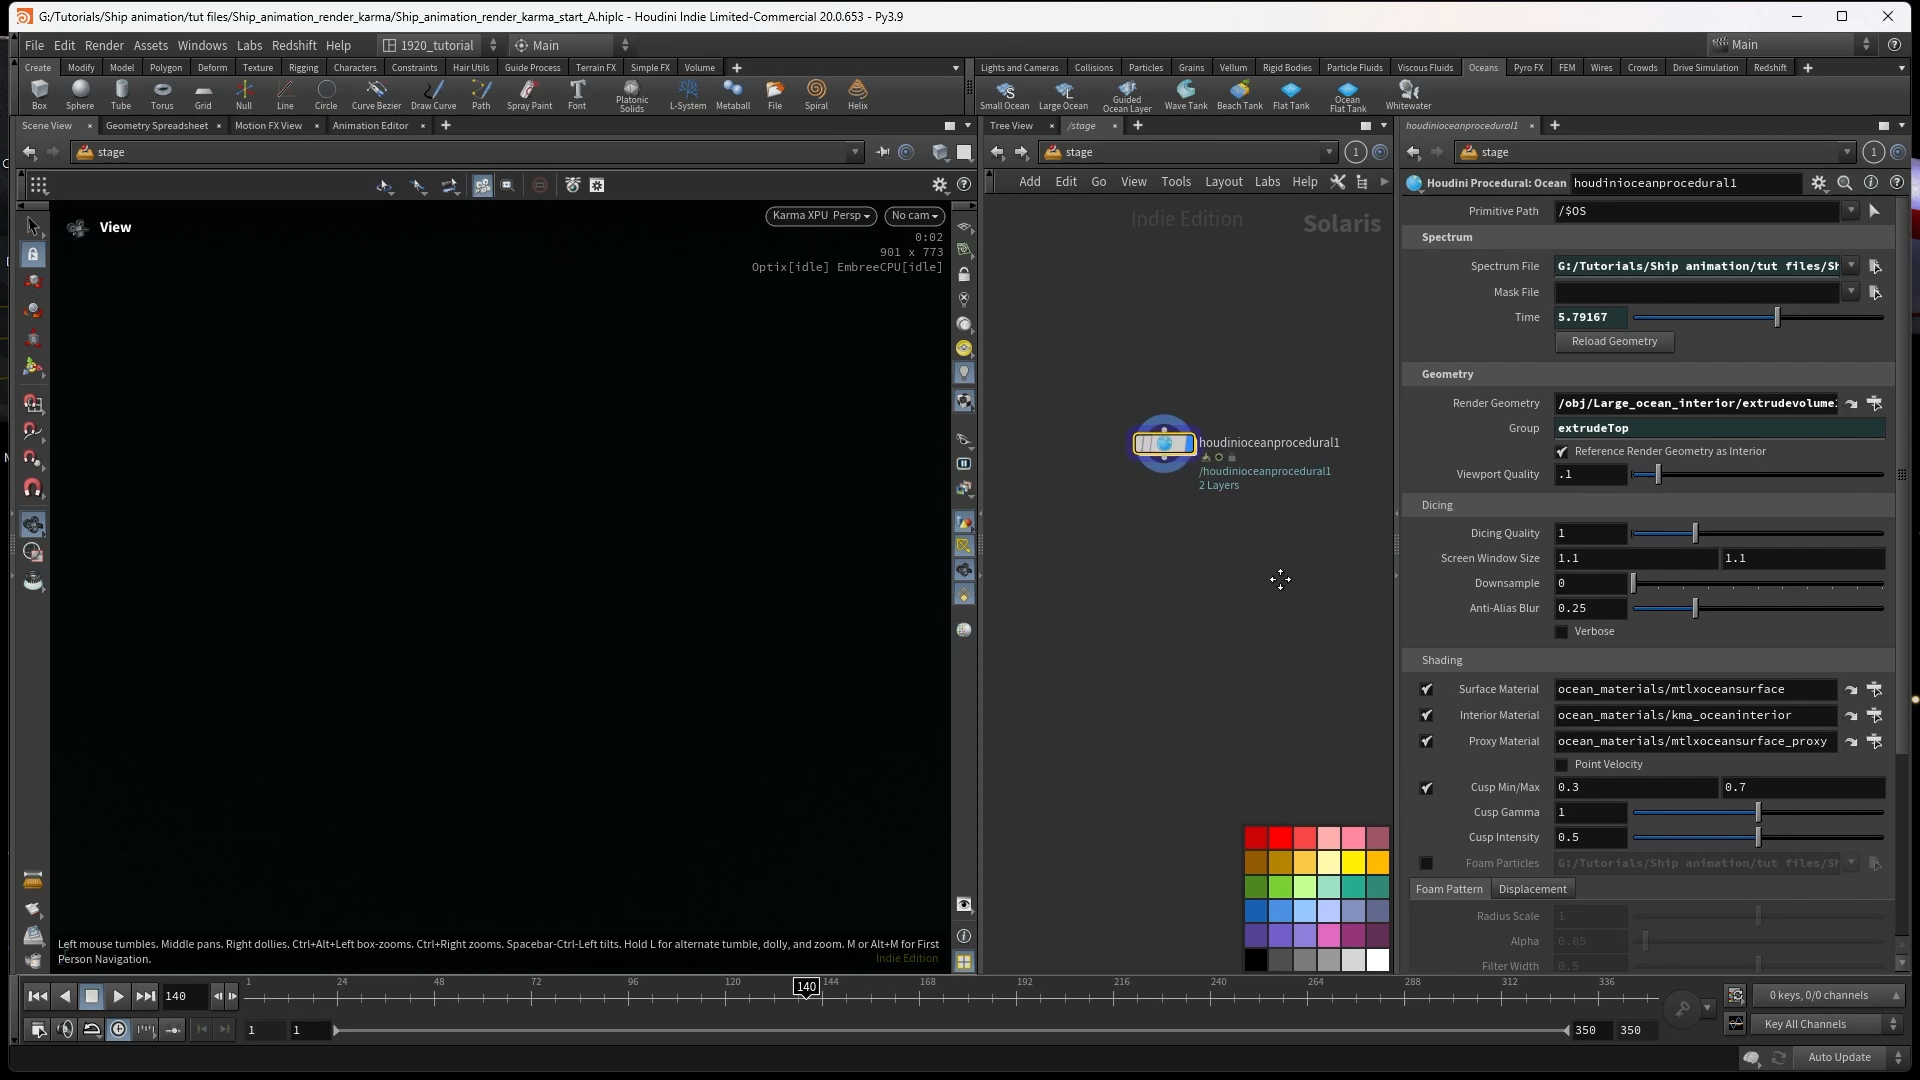 G:/Tutorials/Ship animation/tut files/Ship_animation_render_karma/Ship_animation_render_karma_start_A.hiplc - Houdini Indie Limited-Commercial 20.0.653 - Py3.9
File Edit Render Assets Windows Labs Redshift Help 1920_tutorial Main Main
Create Modify Model Polygon Deform Texture Rigging Characters Constraints Hair Utils Guide Process Terrain FX Simple FX Volume
Lights and Cameras Collisions Particles Grains Vellum Rigid Bodies Particle Fluids Viscous Fluids Oceans Pyro FX FEM Wires Crowds Drive Simulation Redshift
Box Sphere Tube Torus Grid Null Line Circle Curve Bezier Draw Curve Path Spray Paint Font Platonic Solids L-System Metaball File Spiral Helix
Small Ocean Large Ocean Guided Ocean Layer Wave Tank Beach Tank Flat Tank Ocean Flat Tank Whitewater
Scene View Geometry Spreadsheet Motion FX View Animation Editor
Tree View /stage
houdinioceanprocedural1
stage
stage 1
stage 1
Add Edit Go View Tools Layout Labs Help
Houdini Procedural: Ocean houdinioceanprocedural1
View
Karma XPU Persp No cam
0:02
901 x 773
Optix[idle] EmbreeCPU[idle]
Indie Edition Solaris
houdinioceanprocedural1
/houdinioceanprocedural1
2 Layers
Primitive Path /$OS
Spectrum
Spectrum File G:/Tutorials/Ship animation/tut files/Sh
Mask File
Time 5.79167
Reload Geometry
Geometry
Render Geometry /obj/Large_ocean_interior/extrudevolume
Group extrudeTop
Reference Render Geometry as Interior
Viewport Quality .1
Dicing
Dicing Quality 1
Screen Window Size 1.1 1.1
Downsample 0
Anti-Alias Blur 0.25
Verbose
Shading
Surface Material ocean_materials/mtlxoceansurface
Interior Material ocean_materials/kma_oceaninterior
Proxy Material ocean_materials/mtlxoceansurface_proxy
Point Velocity
Cusp Min/Max 0.3 0.7
Cusp Gamma 1
Cusp Intensity 0.5
Foam Particles G:/Tutorials/Ship animation/tut files/Sh
Foam Pattern Displacement
Radius Scale 1
Alpha 0.05
Filter Width 0.5
Left mouse tumbles. Middle pans. Right dollies. Ctrl+Alt+Left box-zooms. Ctrl+Right zooms. Spacebar-Ctrl-Left tilts. Hold L for alternate tumble, dolly, and zoom. M or Alt+M for First
Person Navigation. Indie Edition
140 1 24 48 72 96 120 140 144 168 192 216 240 264 288 312 336
0 keys, 0/0 channels
1 1 350 350
Key All Channels
Auto Update